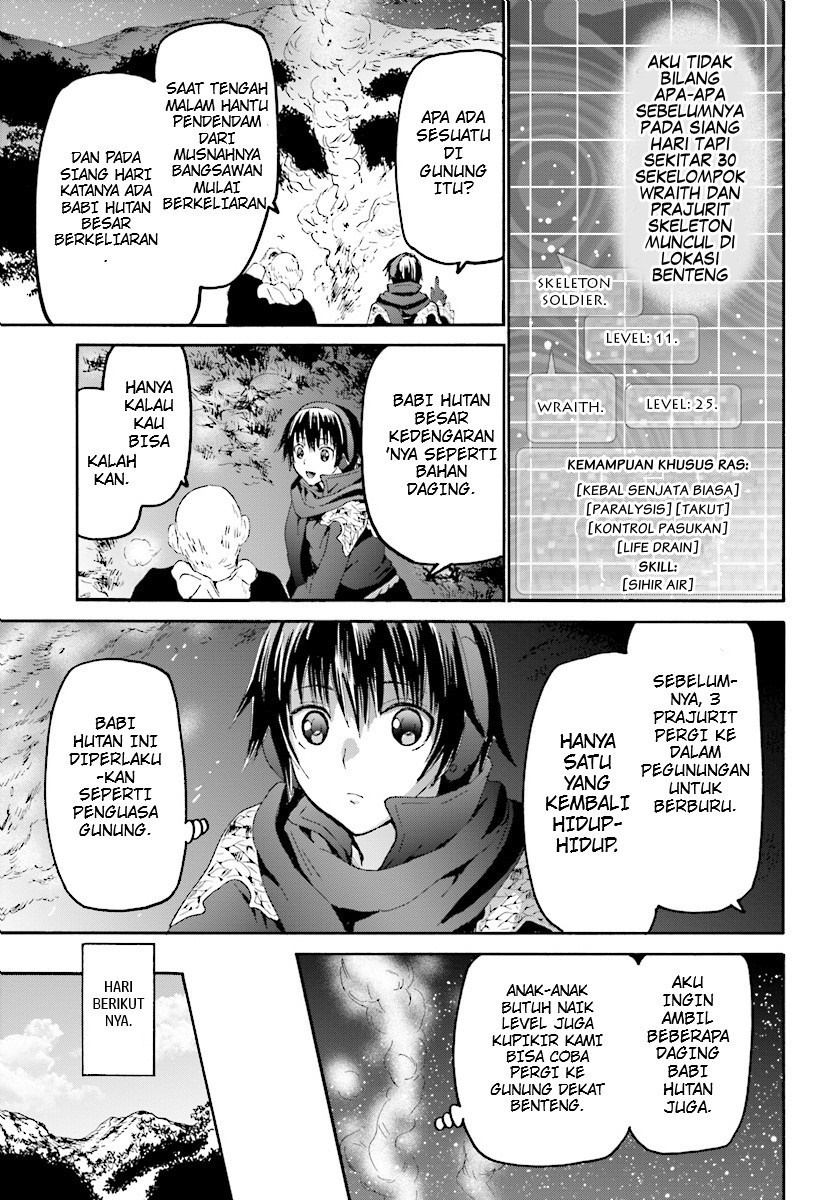 AKU TIDAK
BILANG
APA-APA
SEBELUMNYA
PADA SIANG
HARI TAPI
SEKITAR 30
SEKELOMPOK
WRAITH DAN
PRAJURIT
SKELETON
MUNCUL DI
LOKASI
BENTENG
SKELETON
SOLDIER.
LEVEL: 11.
WRAITH.
LEVEL: 25.
KEMAMPUAN KHUSUS RAS:
[KEBAL SENJATA BIASA]
[PARALYSIS] [TAKUT]
[KONTROL PASUKAN]
[LIFE DRAIN]
SKILL:
[SIHIR AIR]
APA ADA
SESUATU
DI
GUNUNG
ITU?
SAAT TENGAH
MALAM HANTU
PENDENDAM
DARI
MUSNAHNYA
BANGSAWAN
MULAI
BERKELIARAN
DAN PADA
SIANG HARI
KATANYA ADA
BABI HUTAN
BESAR
BERKELIARAN
.
BABI HUTAN
BESAR
KEDENGARAN
'NYA SEPERTI
BAHAN
DAGING.
HANYA
KALAU
KAU
BISA
KALAH
KAN.
SEBELUM-
NYA, 3
PRAJURIT
PERGI KE
DALAM
PEGUNUNGAN
UNTUK
BERBURU.
HANYA
SATU
YANG
KEMBALI
HIDUP-
HIDUP.
BABI
HUTAN INI
DIPERLAKU
-KAN
SEPERTI
PENGUASA
GUNUNG.
AKU
INGIN
AMBIL
BEBERAPA
DAGING
BABI
HUTAN
JUGA.
ANAK-ANAK
BUTUH NAIK
LEVEL JUGA
KUPIKIR KAMI
BISA COBA
PERGI KE
GUNUNG DEKAT
BENTENG.
HARI
BERIKUT
NYA.